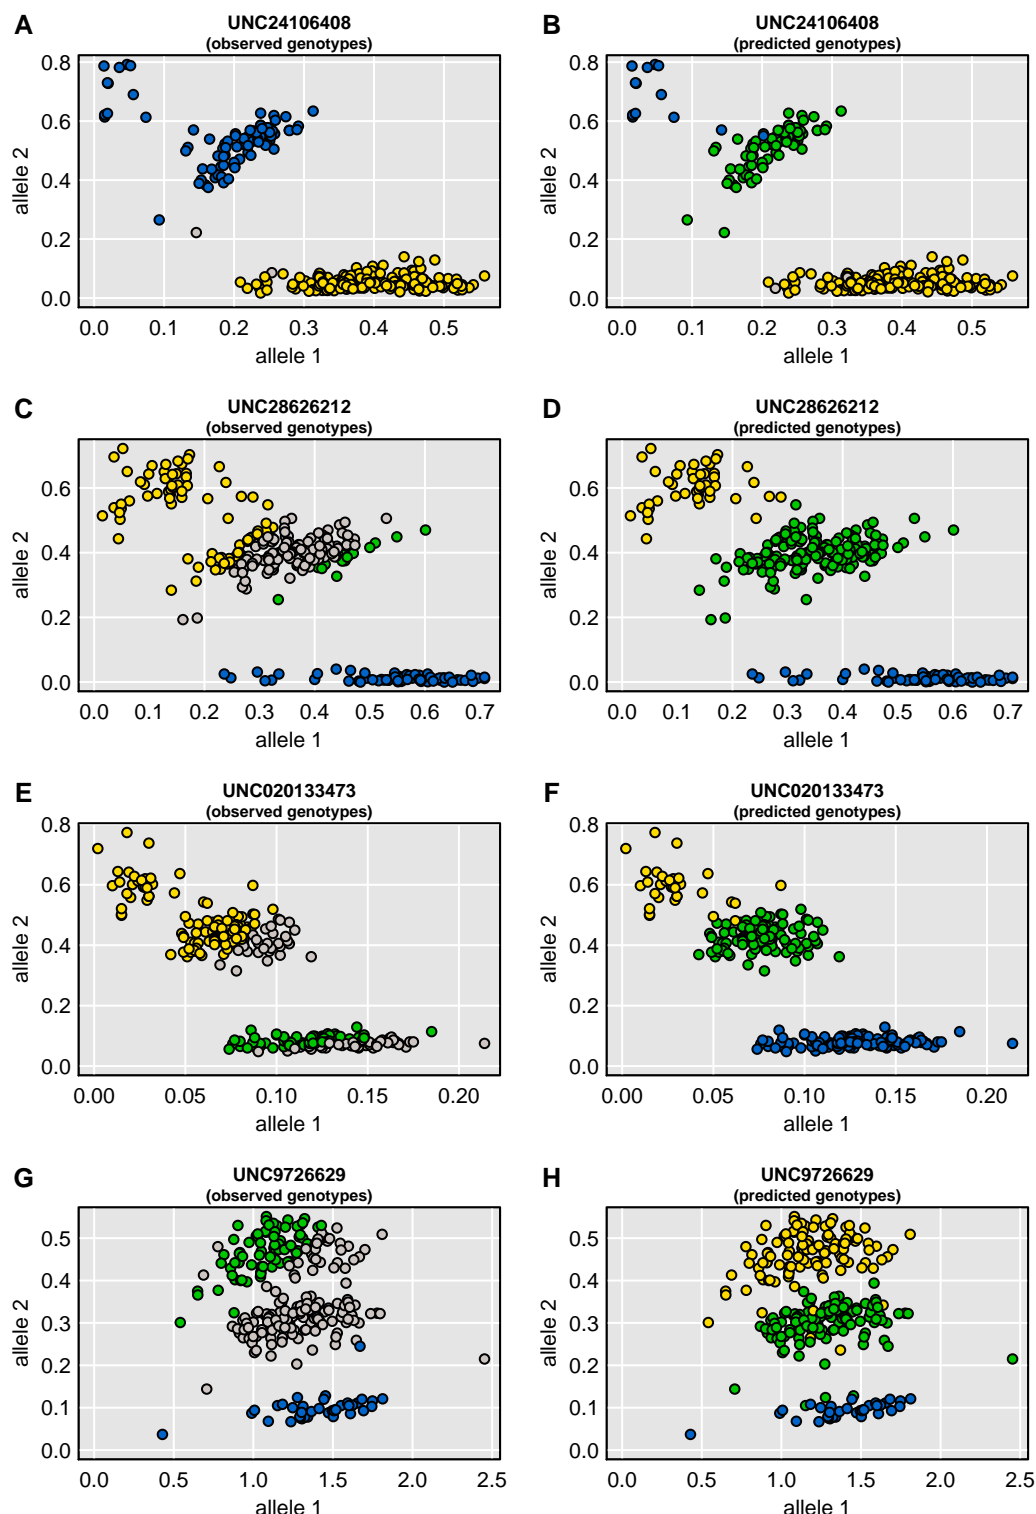 A
UNC24106408
(observed genotypes)
0.8
0.6
0.4
0.2
0.0
allele 2
0.0 0.1 0.2 0.3 0.4 0.5
allele 1
B
UNC24106408
(predicted genotypes)
0.8
0.6
0.4
0.2
0.0
allele 2
0.0 0.1 0.2 0.3 0.4 0.5
allele 1
C
UNC28626212
(observed genotypes)
0.6
0.4
0.2
0.0
allele 2
0.0 0.1 0.2 0.3 0.4 0.5 0.6 0.7
allele 1
D
UNC28626212
(predicted genotypes)
0.6
0.4
0.2
0.0
allele 2
0.0 0.1 0.2 0.3 0.4 0.5 0.6 0.7
allele 1
E
UNC020133473
(observed genotypes)
0.8
0.6
0.4
0.2
0.0
allele 2
0.00 0.05 0.10 0.15 0.20
allele 1
F
UNC020133473
(predicted genotypes)
0.8
0.6
0.4
0.2
0.0
allele 2
0.00 0.05 0.10 0.15 0.20
allele 1
G
UNC9726629
(observed genotypes)
0.5
0.4
0.3
0.2
0.1
0.0
allele 2
0.0 0.5 1.0 1.5 2.0 2.5
allele 1
H
UNC9726629
(predicted genotypes)
0.5
0.4
0.3
0.2
0.1
0.0
allele 2
0.0 0.5 1.0 1.5 2.0 2.5
allele 1